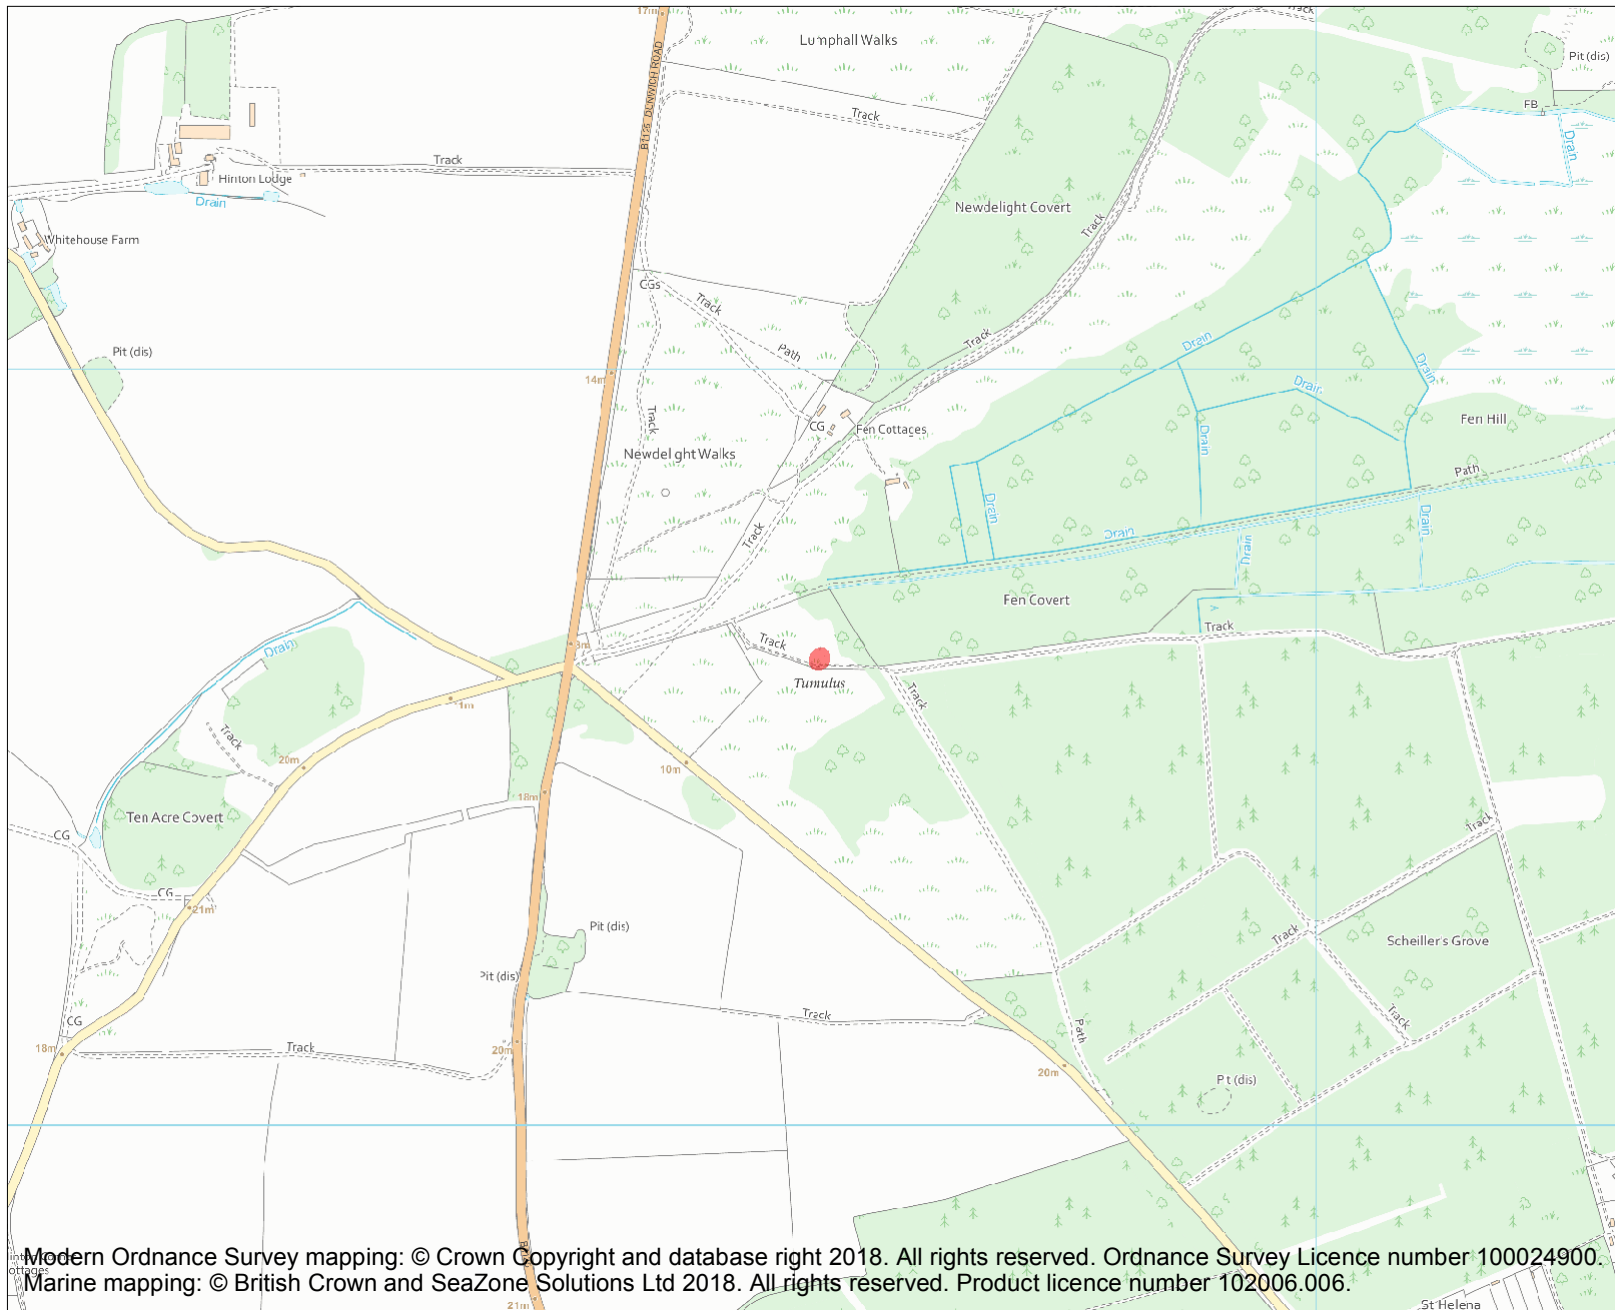 17m
Track
Lumphall Walks
Pit (dis)
B1125 DUNWICH ROAD
FB
Track
Drain
Track
Hinton Lodge
Drain
Newdelight Covert
Track
Whitehouse Farm
CGs
Track
Track
Drain
Path
Pit (dis)
14m
Drain
Drain
Track
CG
Fen Cottages
Fen Hill
Newdelight Walks
Drain
Path
Drain
Drain
Track
Drain
Drain
Fen Covert
Track
Drain
Track
Tumulus
Track
Track
20m
10m
18m
Ten Acre Covert
CG
Track
CG
21m
Pit (dis)
Track
Scheiller's Grove
Pit (dis)
CG
Track
Path
Track
18m
Track
20m
20m
Pit (dis)
Modern Ordnance Survey mapping: © Crown Copyright and database right 2018. All rights reserved. Ordnance Survey Licence number 100024900.
Marine mapping: © British Crown and SeaZone Solutions Ltd 2018. All rights reserved. Product licence number 102006.006.
21m
St Helena